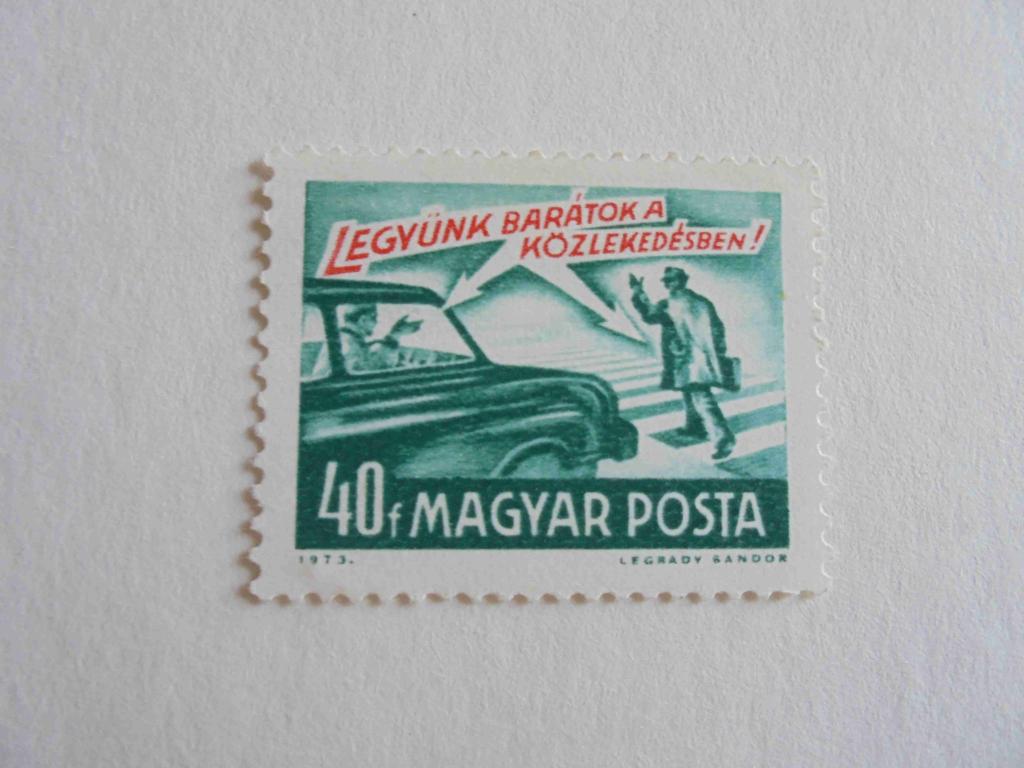 LEGYÜNK BARÁTOK A
KÖZLEKEDÉSBEN!
40f MAGYAR POSTA
1973. LEGRÁDY SÁNDOR